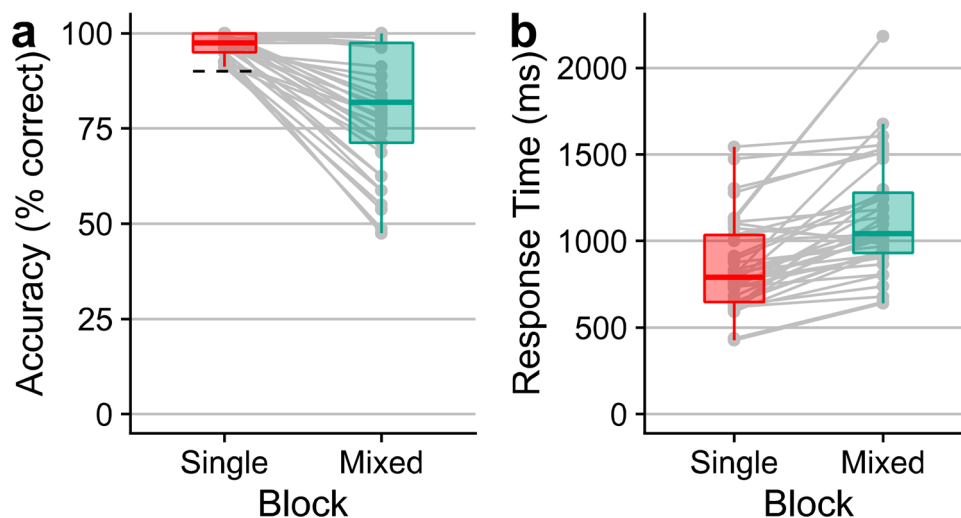 a
Accuracy (% correct)
100
75
50
25
0
Single Mixed
Block
b
Response Time (ms)
2000
1500
1000
500
0
Single Mixed
Block